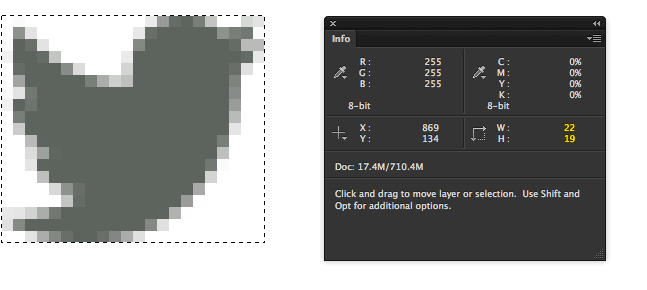 Info
R : 255 C : 0%
G : 255 M : 0%
B : 255 Y : 0%
K : 0%
8-bit 8-bit
X : 869 W : 22
Y : 134 H : 19
Doc: 17.4M/710.4M
Click and drag to move layer or selection.  Use Shift and
Opt for additional options.